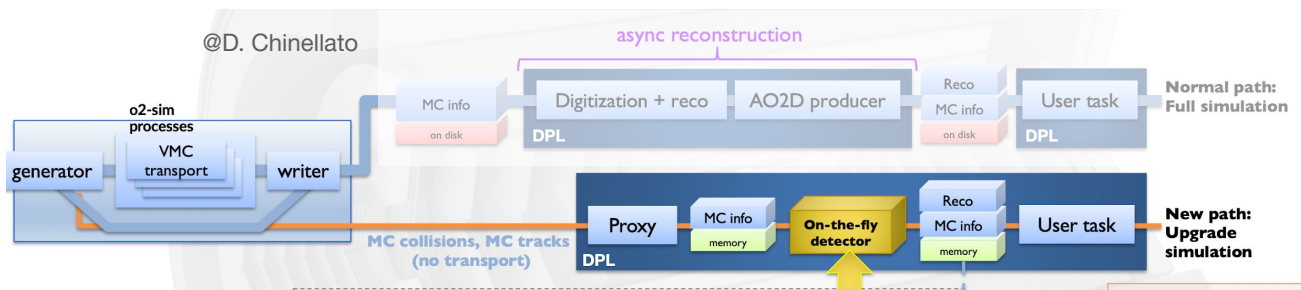 @D. Chinellato
async reconstruction
o2-sim
processes
generator
VMC
transport
writer
MC info
on disk
Digitization + reco
AO2D producer
DPL
Reco
MC info
on disk
User task
DPL
Normal path:
Full simulation
MC collisions, MC tracks
(no transport)
Proxy
MC info
memory
On-the-fly
detector
Reco
MC info
memory
User task
DPL
New path:
Upgrade
simulation